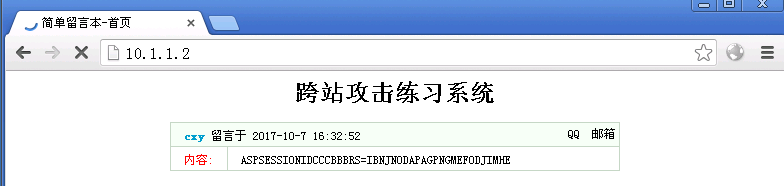 简单留言本-首页
10.1.1.2
跨站攻击练习系统
cxy 留言于 2017-10-7 16:32:52 QQ 邮箱
内容: ASPSESSIONIDCCCBBBRS=IBNJNODAPAGPNGMEFODJIMHE